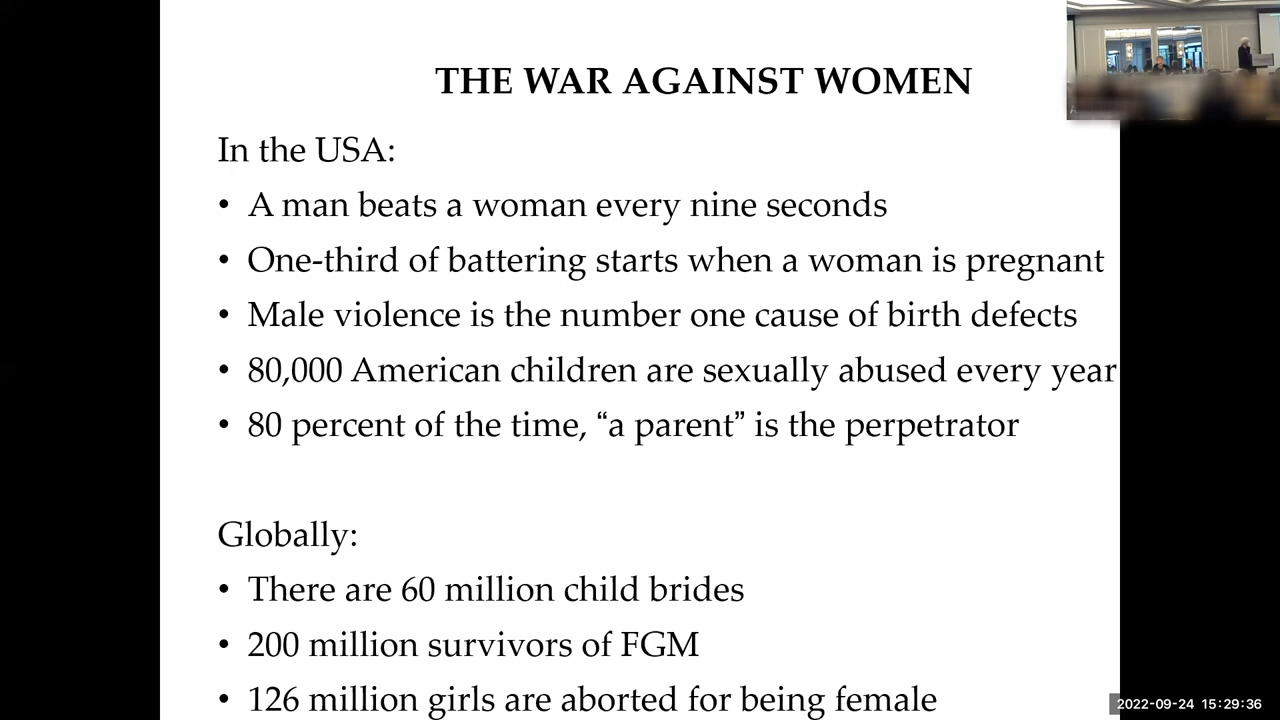 THE WAR AGAINST WOMEN
In the USA:
• A man beats a woman every nine seconds
• One-third of battering starts when a woman is pregnant
• Male violence is the number one cause of birth defects
• 80,000 American children are sexually abused every year
• 80 percent of the time, “a parent” is the perpetrator
Globally:
• There are 60 million child brides
• 200 million survivors of FGM
• 126 million girls are aborted for being female
2022-09-24 15:29:36